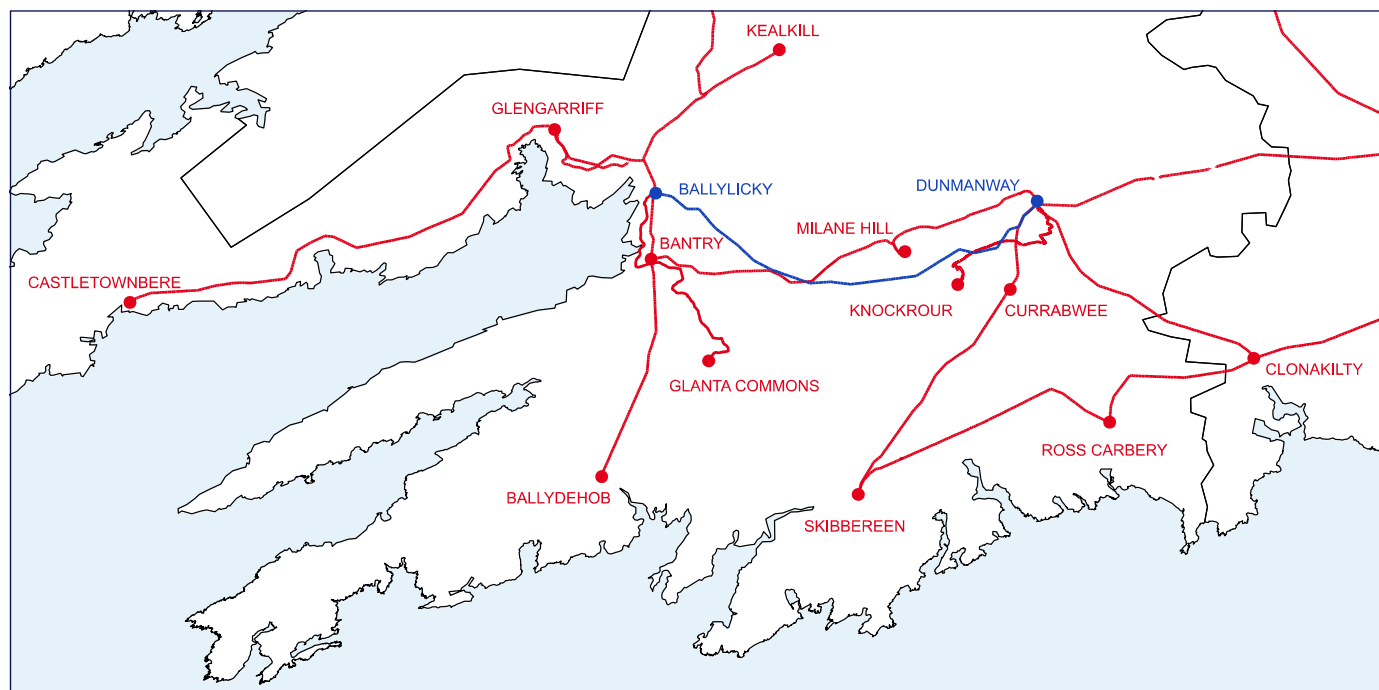 KEALKILL
GLENGARRIFF
BALLYLICKY
DUNMANWAY
MILANE HILL
BANTRY
CASTLETOWNBERE
KNOCKROUR
CURRABWEE
CLONAKILTY
GLANTA COMMONS
ROSS CARBERY
BALLYDEHOB
SKIBBEREEN